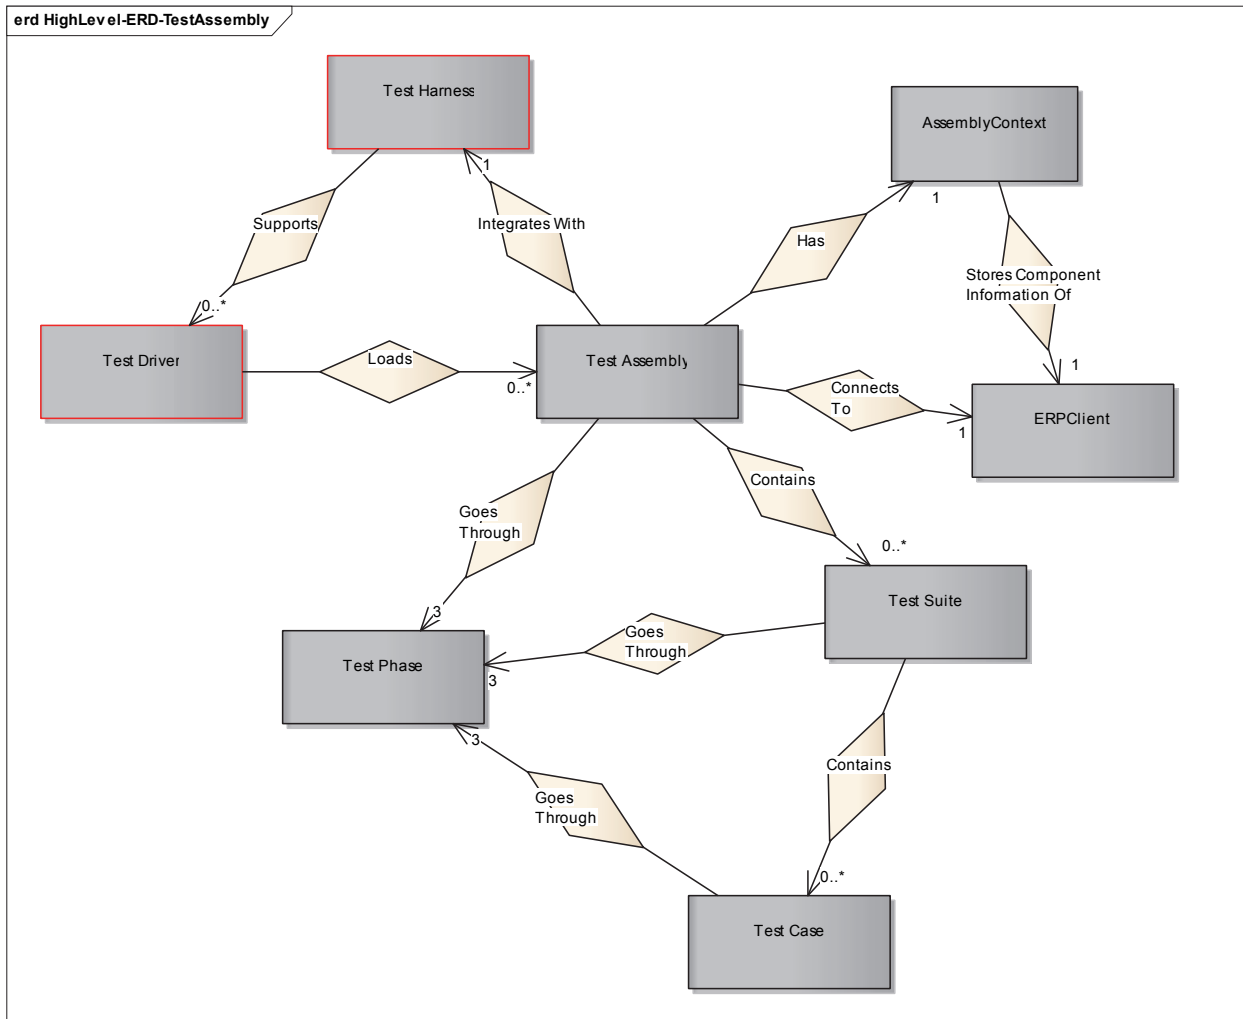 erd HighLevel-ERD-TestAssembly
Test Harness
AssemblyContext
1
1
Supports
Integrates With
Has
Stores Component
Information Of
0..*
Test Driver
Loads
0..*
Test Assembly
1
Connects
To
1
ERPClient
Goes
Through
Contains
0..*
3
Test Suite
Goes
Through
Test Phase
3
3
Contains
Goes
Through
0..*
Test Case